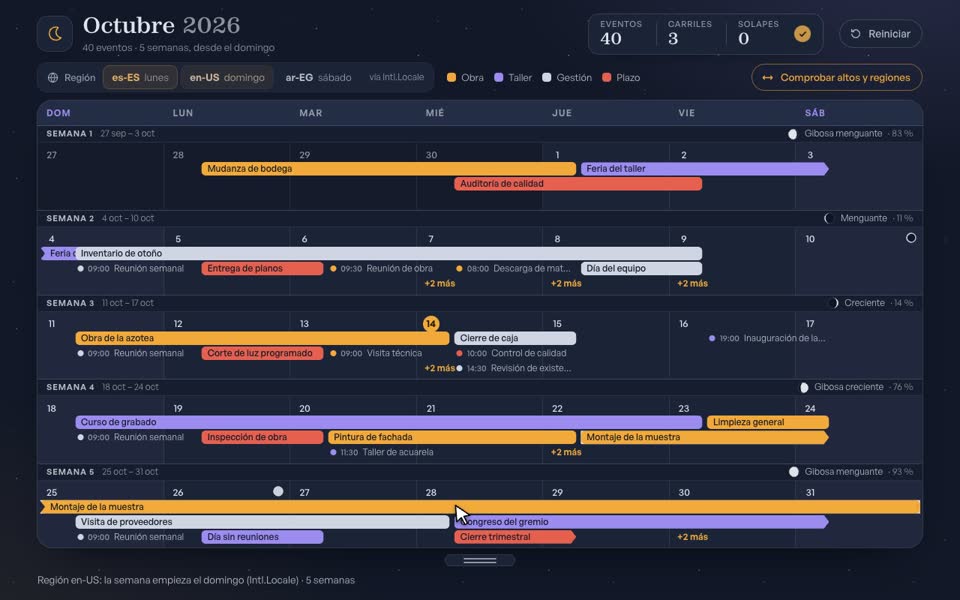 Octubre 2026
40 eventos · 5 semanas, desde el domingo
EVENTOS 40
CARRILES 3
SOLAPES 0
Reiniciar
Región es-ES lunes en-US domingo ar-EG sábado vía Intl.Locale
Obra Taller Gestión Plazo
Comprobar altos y regiones
DOM LUN MAR MIÉ JUE VIE SÁB
SEMANA 1 27 sep – 3 oct Gibosa menguante · 83 %
27 28 29 30 1 2 3
Mudanza de bodega Feria del taller
Auditoría de calidad
SEMANA 2 4 oct – 10 oct Menguante · 11 %
4 5 6 7 8 9 10
Feria Inventario de otoño
09:00 Reunión semanal Entrega de planos 09:30 Reunión de obra 08:00 Descarga de mat… Día del equipo
+2 más +2 más +2 más
SEMANA 3 11 oct – 17 oct Creciente · 14 %
11 12 13 14 15 16 17
Obra de la azotea Cierre de caja 19:00 Inauguración de la…
09:00 Reunión semanal Corte de luz programado 09:00 Visita técnica 10:00 Control de calidad
+2 más 14:30 Revisión de existe…
SEMANA 4 18 oct – 24 oct Gibosa creciente · 76 %
18 19 20 21 22 23 24
Curso de grabado Limpieza general
09:00 Reunión semanal Inspección de obra Pintura de fachada Montaje de la muestra
11:30 Taller de acuarela +2 más
SEMANA 5 25 oct – 31 oct Gibosa menguante · 93 %
25 26 27 28 29 30 31
Montaje de la muestra
Visita de proveedores ongreso del gremio
09:00 Reunión semanal Día sin reuniones Cierre trimestral +2 más
Región en-US: la semana empieza el domingo (Intl.Locale) · 5 semanas